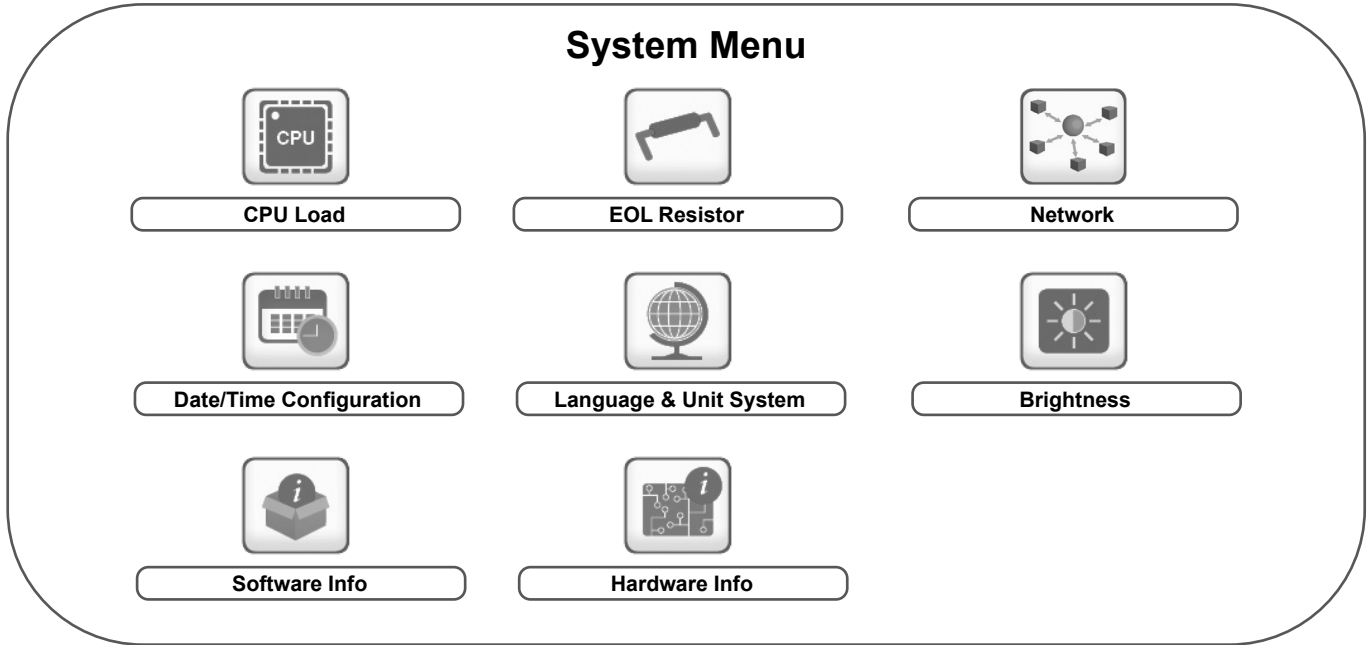 System Menu
CPU
CPU Load
EOL Resistor
Network
Date/Time Configuration
Language & Unit System
Brightness
i
Software Info
i
Hardware Info